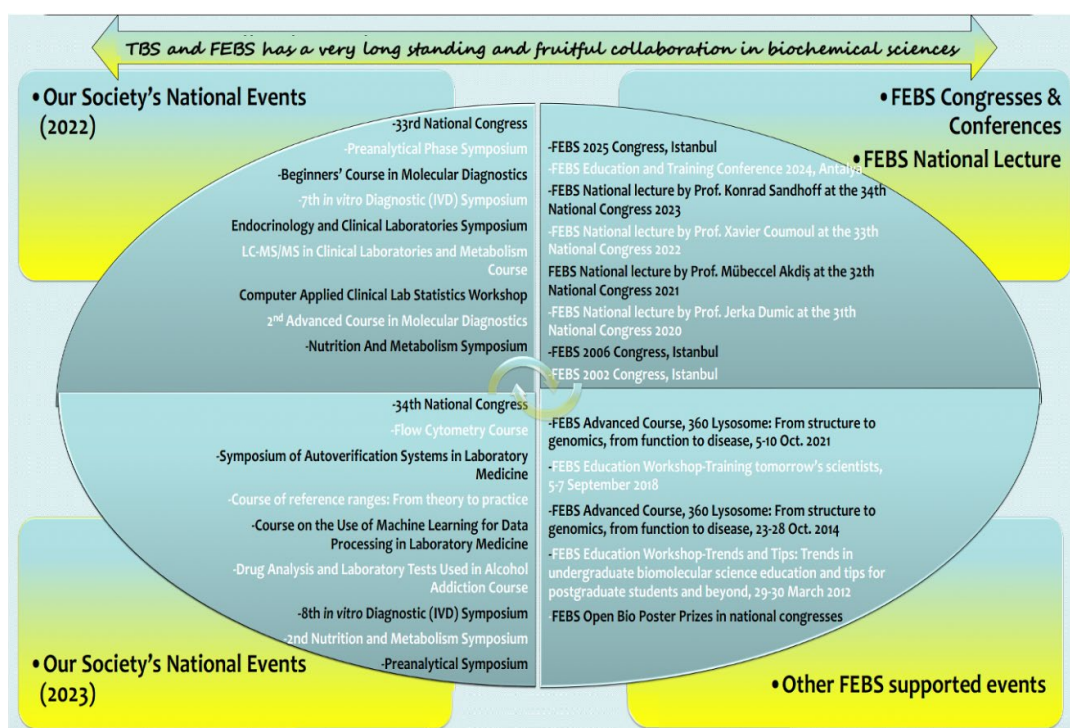 TBS and FEBS has a very long standing and fruitful collaboration in biochemical sciences
•Our Society's National Events
(2022)
-33rd National Congress
-Preanalytical Phase Symposium
-Beginners' Course in Molecular Diagnostics
-7th in vitro Diagnostic (IVD) Symposium
Endocrinology and Clinical Laboratories Symposium
LC-MS/MS in Clinical Laboratories and Metabolism
Course
Computer Applied Clinical Lab Statistics Workshop
2nd Advanced Course in Molecular Diagnostics
-Nutrition And Metabolism Symposium
•FEBS Congresses &
Conferences
•FEBS National Lecture
-FEBS 2025 Congress, Istanbul
-FEBS Education and Training Conference 2024, Antalya
-FEBS National lecture by Prof. Konrad Sandhoff at the 34th
National Congress 2023
-FEBS National lecture by Prof. Xavier Coumoul at the 33th
National Congress 2022
FEBS National lecture by Prof. Mübeccel Akdiş at the 32th
National Congress 2021
-FEBS National lecture by Prof. Jerka Dumic at the 31th
National Congress 2020
-FEBS 2006 Congress, Istanbul
-FEBS 2002 Congress, Istanbul
-34th National Congress
-Flow Cytometry Course
-Symposium of Autoverification Systems in Laboratory
Medicine
-Course of reference ranges: From theory to practice
-Course on the Use of Machine Learning for Data
Processing in Laboratory Medicine
-Drug Analysis and Laboratory Tests Used in Alcohol
Addiction Course
-8th in vitro Diagnostic (IVD) Symposium
-2nd Nutrition and Metabolism Symposium
-Preanalytical Symposium
•Our Society's National Events
(2023)
-FEBS Advanced Course, 360 Lysosome: From structure to
genomics, from function to disease, 5-10 Oct. 2021
-FEBS Education Workshop-Training tomorrow's scientists,
5-7 September 2018
-FEBS Advanced Course, 360 Lysosome: From structure to
genomics, from function to disease, 23-28 Oct. 2014
-FEBS Education Workshop-Trends and Tips: Trends in
undergraduate biomolecular science education and tips for
postgraduate students and beyond, 29-30 March 2012
-FEBS Open Bio Poster Prizes in national congresses
•Other FEBS supported events